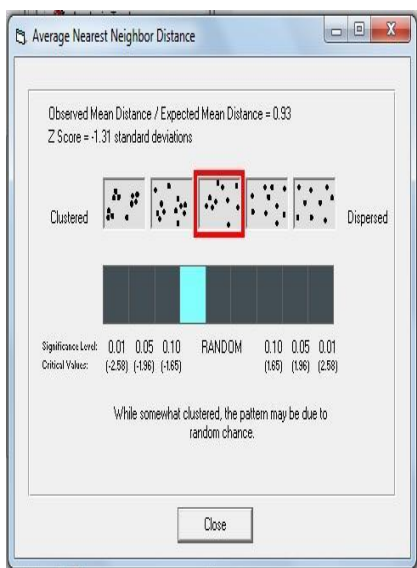 Average Nearest Neighbor Distance
Observed Mean Distance / Expected Mean Distance = 0.93
Z Score = -1.31 standard deviations
Clustered
Dispersed
Significance Level: 0.01 0.05 0.10 RANDOM 0.10 0.05 0.01
Critical Values: (-2.58) (-1.96) (-1.65) (1.65) (1.96) (2.58)
While somewhat clustered, the pattern may be due to
random chance.
Close